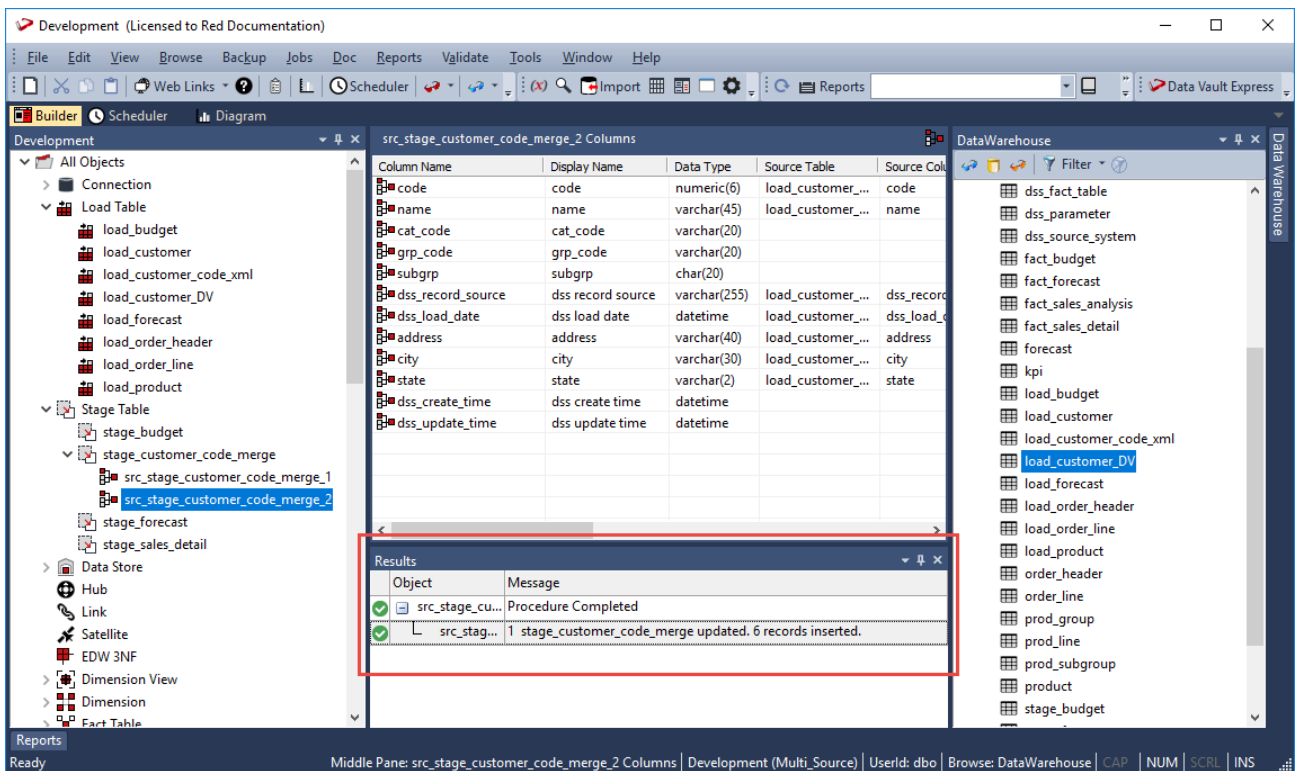 Development (Licensed to Red Documentation)
File Edit View Browse Backup Jobs Doc Reports Validate Tools Window Help
Web Links Scheduler (x) Import Reports Data Vault Express
Builder Scheduler Diagram
Development
All Objects
Connection
Load Table
load_budget
load_customer
load_customer_code_xml
load_customer_DV
load_forecast
load_order_header
load_order_line
load_product
Stage Table
stage_budget
stage_customer_code_merge
src_stage_customer_code_merge_1
src_stage_customer_code_merge_2
stage_forecast
stage_sales_detail
Data Store
Hub
Link
Satellite
EDW 3NF
Dimension View
Dimension
Fact Table
src_stage_customer_code_merge_2 Columns
Column Name Display Name Data Type Source Table Source Colu
code code numeric(6) load_customer_... code
name name varchar(45) load_customer_... name
cat_code cat_code varchar(20)
grp_code grp_code varchar(20)
subgrp subgrp char(20)
dss_record_source dss record source varchar(255) load_customer_... dss_record
dss_load_date dss load date datetime load_customer_... dss_load_d
address address varchar(40) load_customer_... address
city city varchar(30) load_customer_... city
state state varchar(2) load_customer_... state
dss_create_time dss create time datetime
dss_update_time dss update time datetime
Results
Object Message
src_stage_cu... Procedure Completed
src_stag... 1 stage_customer_code_merge updated. 6 records inserted.
DataWarehouse
Filter
dss_fact_table
dss_parameter
dss_source_system
fact_budget
fact_forecast
fact_sales_analysis
fact_sales_detail
forecast
kpi
load_budget
load_customer
load_customer_code_xml
load_customer_DV
load_forecast
load_order_header
load_order_line
load_product
order_header
order_line
prod_group
prod_line
prod_subgroup
product
stage_budget
Data Warehouse
Reports
Ready Middle Pane: src_stage_customer_code_merge_2 Columns Development (Multi_Source) UserId: dbo Browse: DataWarehouse CAP NUM SCRL INS